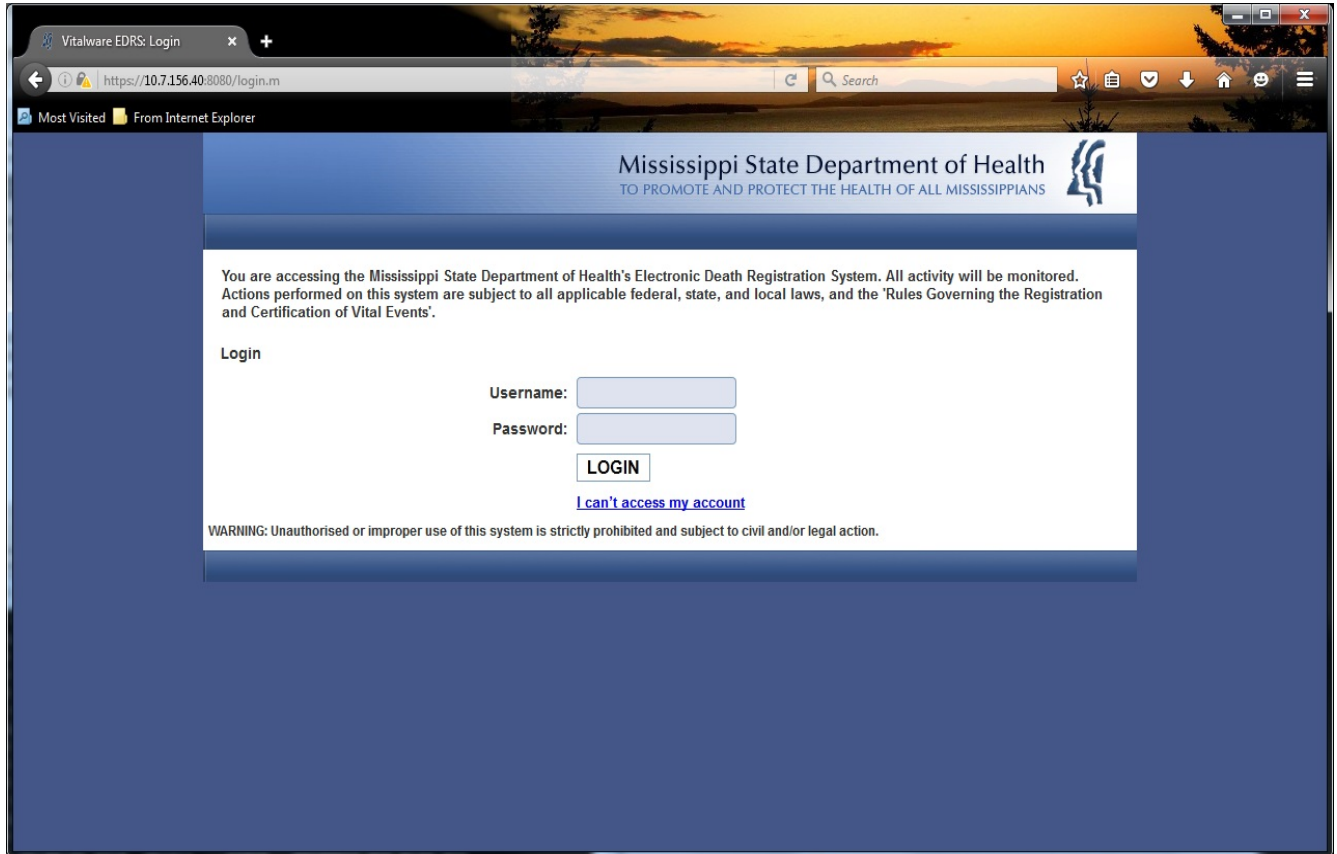 Vitalware EDRS: Login
https://10.7.156.40:8080/login.m
Search
Most Visited From Internet Explorer
Mississippi State Department of Health
TO PROMOTE AND PROTECT THE HEALTH OF ALL MISSISSIPPIANS
You are accessing the Mississippi State Department of Health's Electronic Death Registration System. All activity will be monitored.
Actions performed on this system are subject to all applicable federal, state, and local laws, and the 'Rules Governing the Registration
and Certification of Vital Events'.
Login
Username:
Password:
LOGIN
I can't access my account
WARNING: Unauthorised or improper use of this system is strictly prohibited and subject to civil and/or legal action.